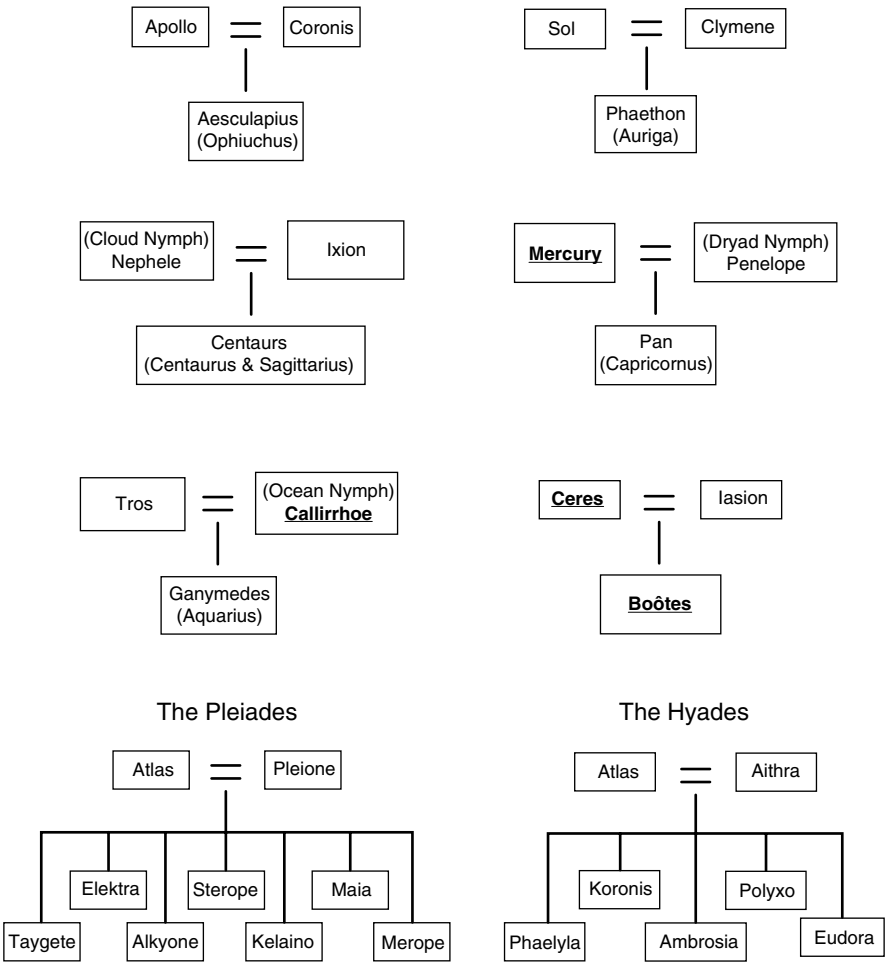 Apollo
Coronis
Aesculapius
(Ophiuchus)
Sol
Clymene
Phaethon
(Auriga)
(Cloud Nymph)
Nephele
Ixion
Centaurs
(Centaurus & Sagittarius)
Mercury
(Dryad Nymph)
Penelope
Pan
(Capricornus)
Tros
(Ocean Nymph)
Callirrhoe
Ganymedes
(Aquarius)
Ceres
Iasion
Boôtes
The Pleiades
Atlas
Pleione
Elektra
Sterope
Maia
Taygete
Alkyone
Kelaino
Merope
The Hyades
Atlas
Aithra
Koronis
Polyxo
Phaelyla
Ambrosia
Eudora